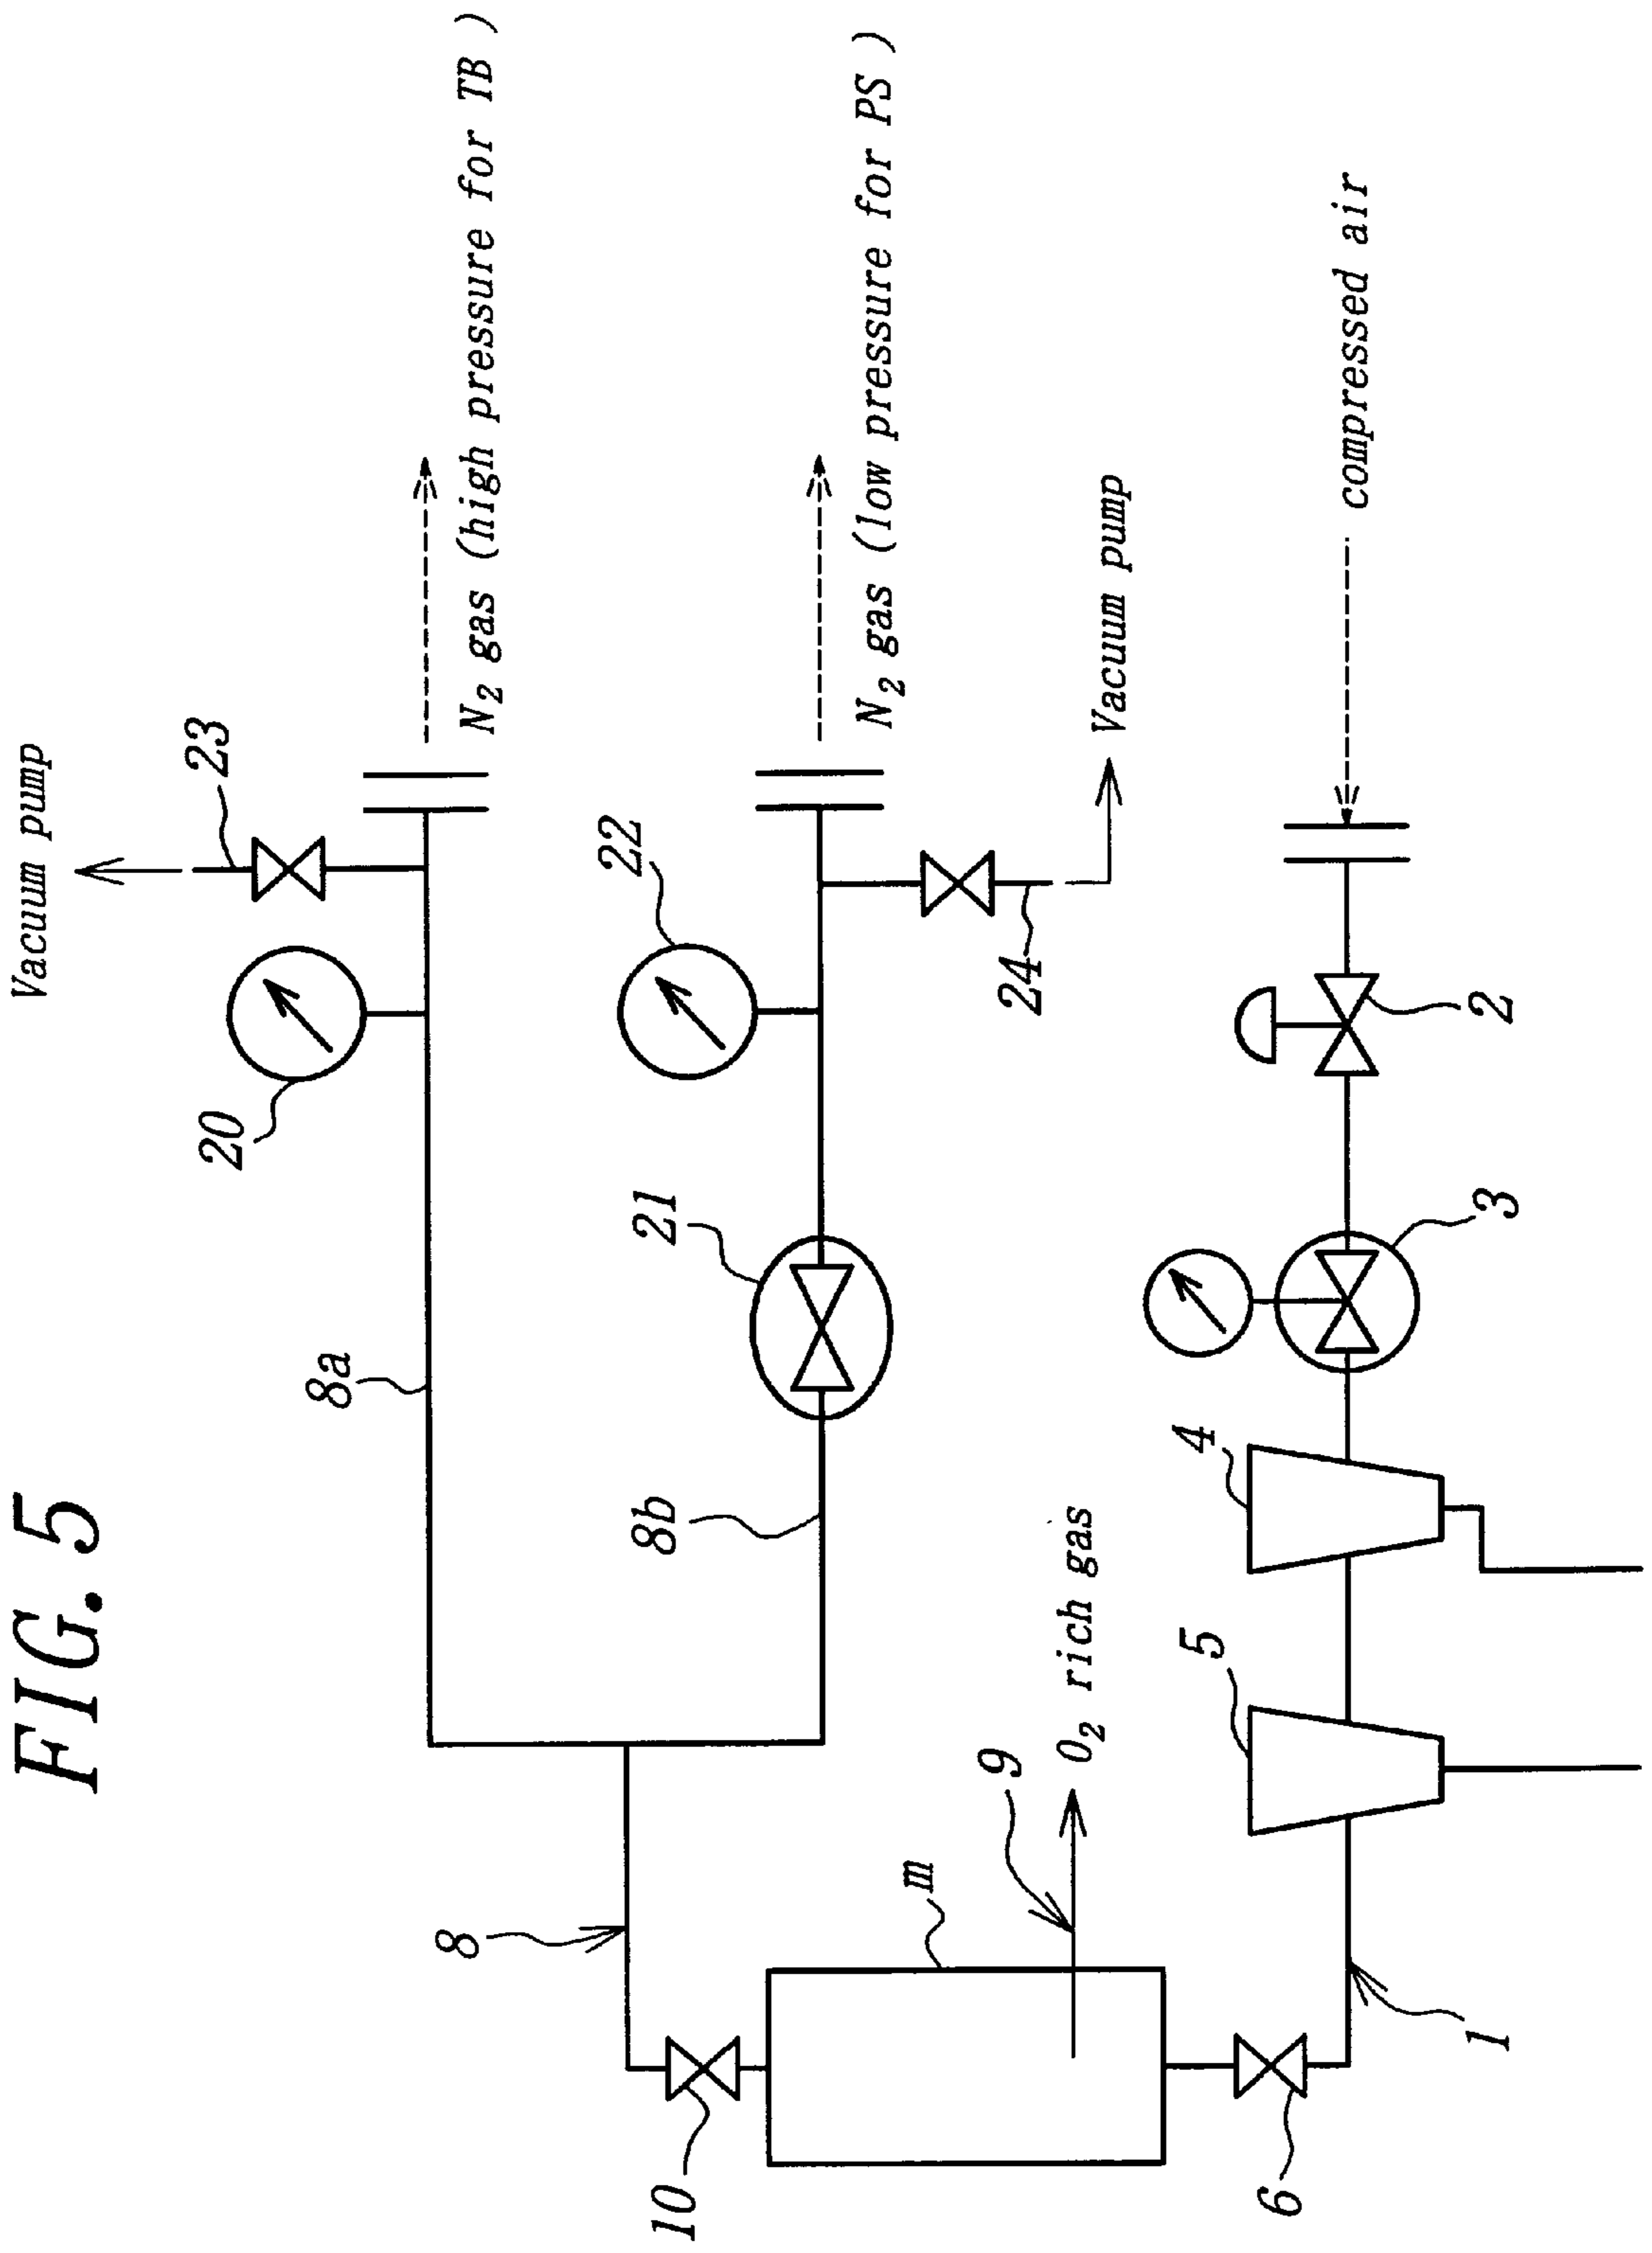 FIG. 5
Vacuum pump
23
N2 gas (high pressure for TB )
20
8a
22
N2 gas (low pressure for PS )
21
8b
24
Vacuum pump
8
10
m
9
O2 rich gas
compressed air
2
3
4
5
6
1